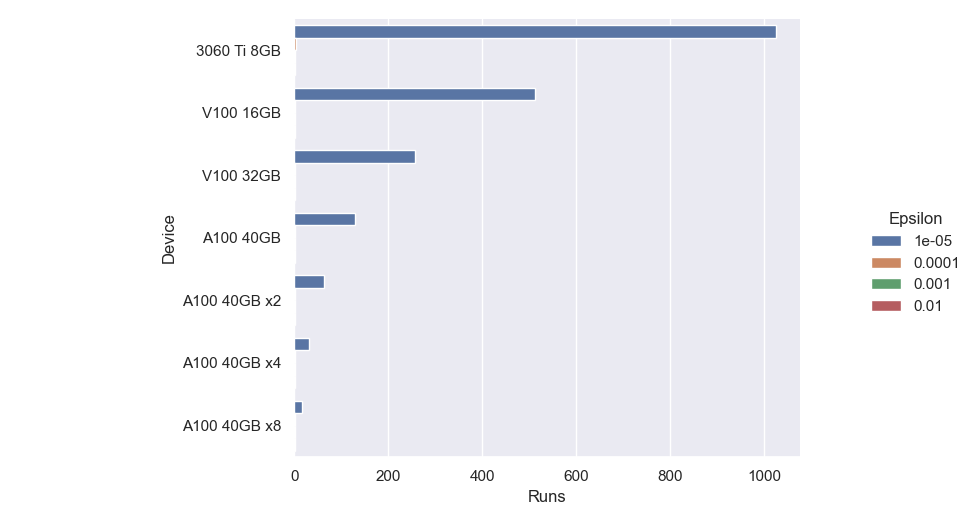 3060 Ti 8GB
V100 16GB
V100 32GB
A100 40GB
A100 40GB x2
A100 40GB x4
A100 40GB x8
Device
0 200 400 600 800 1000
Runs
Epsilon
1e-05
0.0001
0.001
0.01